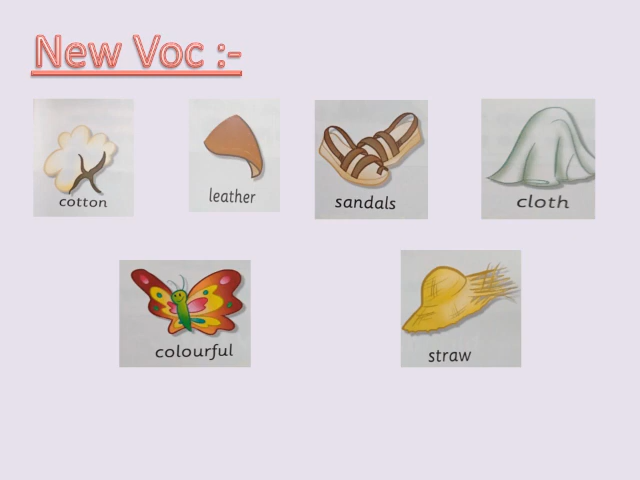 New Voc :-
cotton
leather
sandals
cloth
colourful
straw